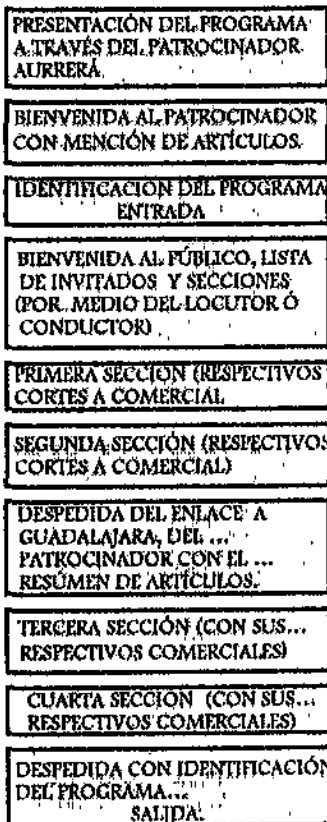 PRESENTACIÓN DEL PROGRAMA
A TRAVÉS DEL PATROCINADOR
AURRERÁ
BIENVENIDA AL PATROCINADOR
CON MENCIÓN DE ARTÍCULOS.
IDENTIFICACIÓN DEL PROGRAMA
ENTRADA
BIENVENIDA AL PÚBLICO, LISTA
DE INVITADOS Y SECCIONES
(POR MEDIO DEL LOCUTOR Ó
CONDUCTOR)
PRIMERA SECCIÓN (RESPECTIVOS
CORTES A COMERCIAL
SEGUNDA SECCIÓN (RESPECTIVOS
CORTES A COMERCIAL)
DESPEDIDA DEL ENLACE A
GUADALAJARA, DEL ...
PATROCINADOR CON EL ...
RESÚMEN DE ARTÍCULOS.
TERCERA SECCIÓN (CON SUS...
RESPECTIVOS COMERCIALES)
CUARTA SECCIÓN (CON SUS...
RESPECTIVOS COMERCIALES)
DESPEDIDA CON IDENTIFICACIÓN
DEL PROGRAMA...
SALIDA.